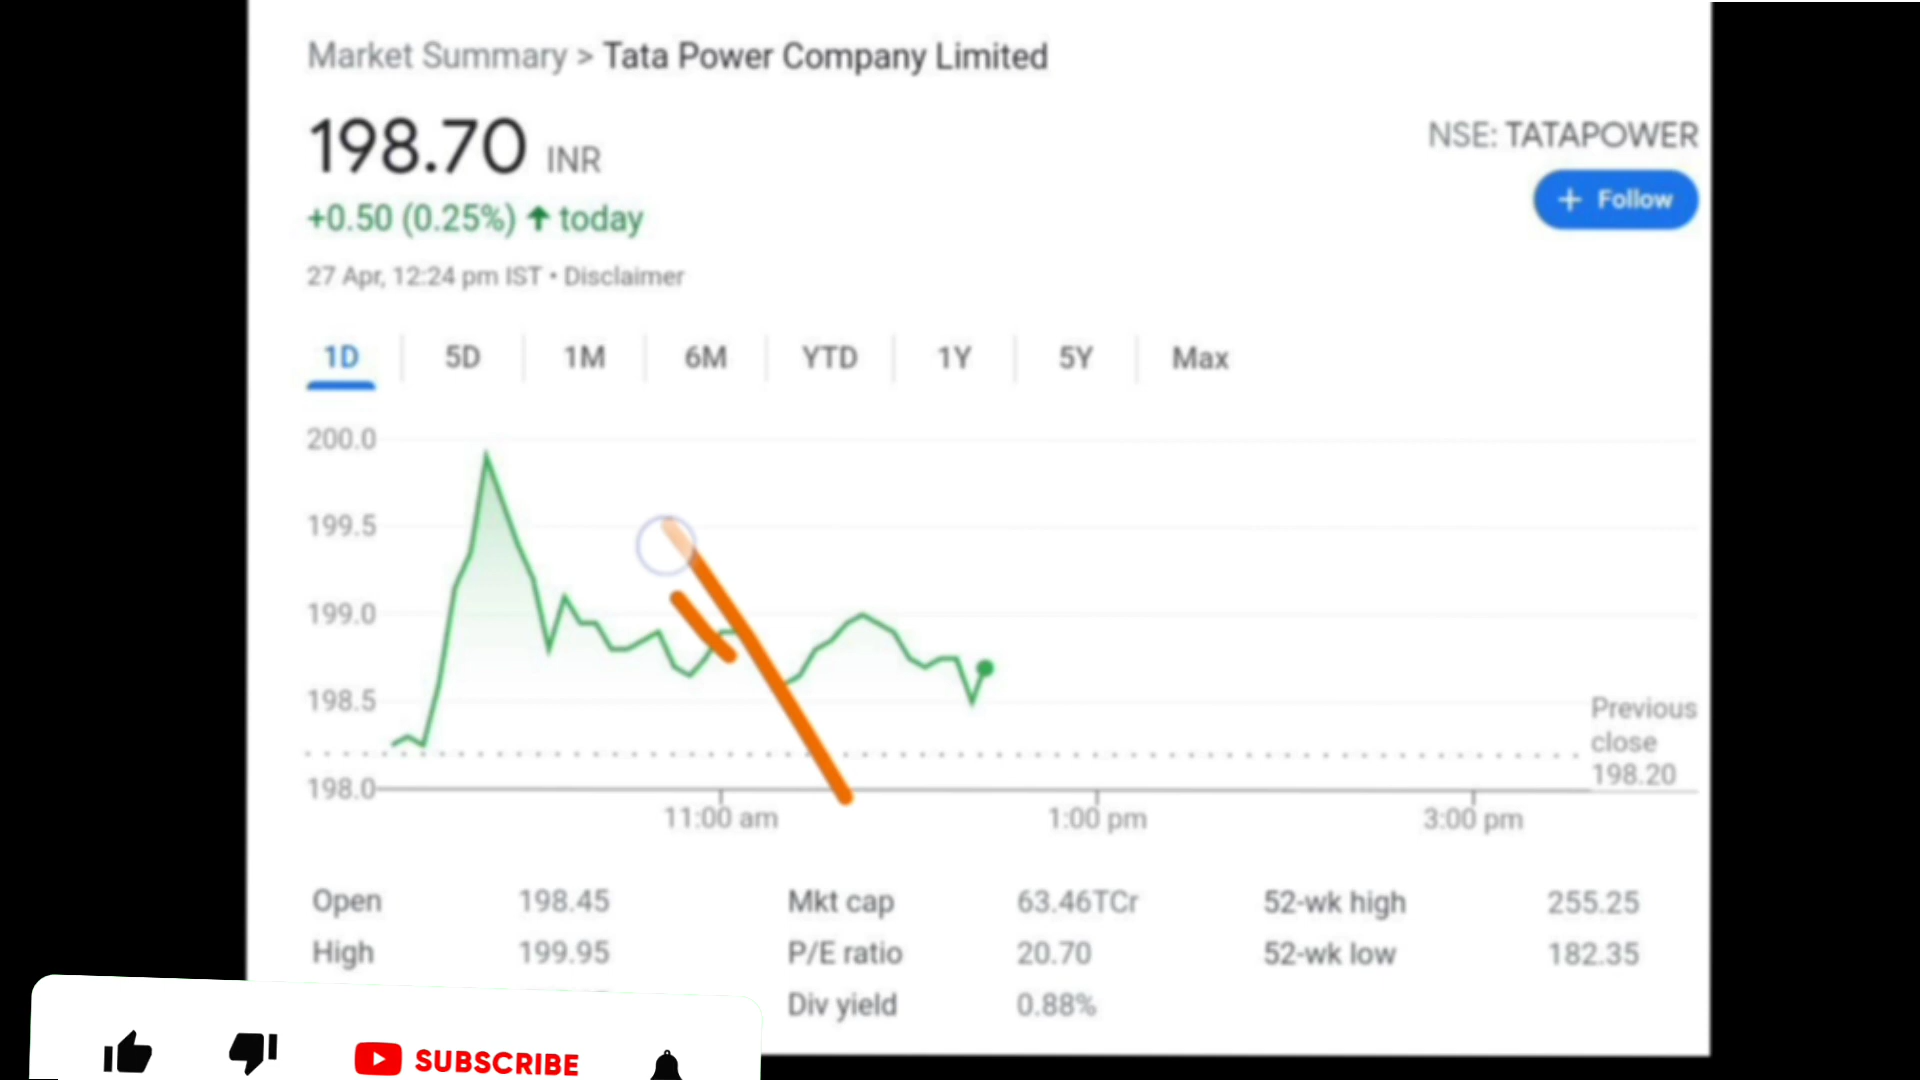 Market Summary > Tata Power Company Limited
198.70 INR
NSE: TATAPOWER
+ Follow
+0.50 (0.25%) ↑ today
27 Apr, 12:24 pm IST • Disclaimer
1D 5D 1M 6M YTD 1Y 5Y Max
200.0
199.5
199.0
198.5
Previous
close
198.20
198.0
11:00 am 1:00 pm 3:00 pm
Open 198.45 Mkt cap 63.46TCr 52-wk high 255.25
High 199.95 P/E ratio 20.70 52-wk low 182.35
Div yield 0.88%
SUBSCRIBE